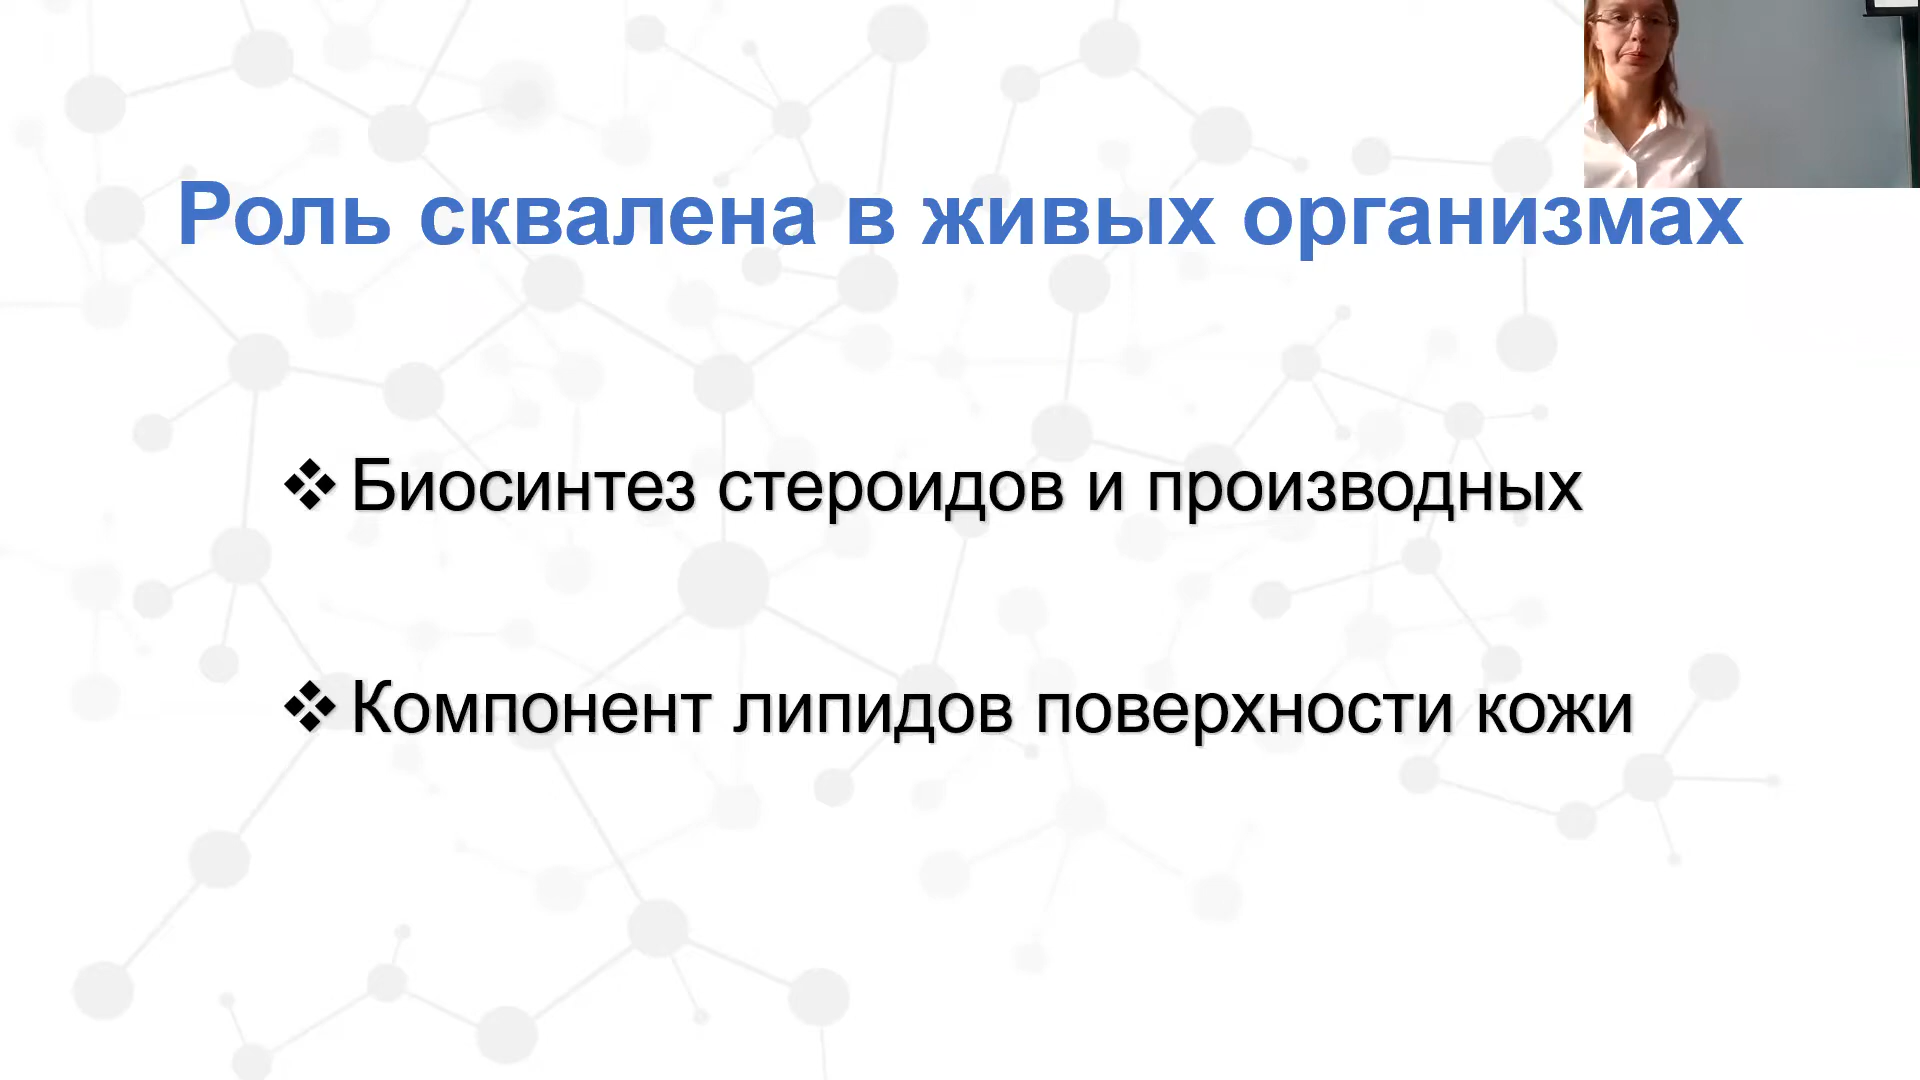 Роль сквалена в живых организмах
❖ Биосинтез стероидов и производных
❖ Компонент липидов поверхности кожи